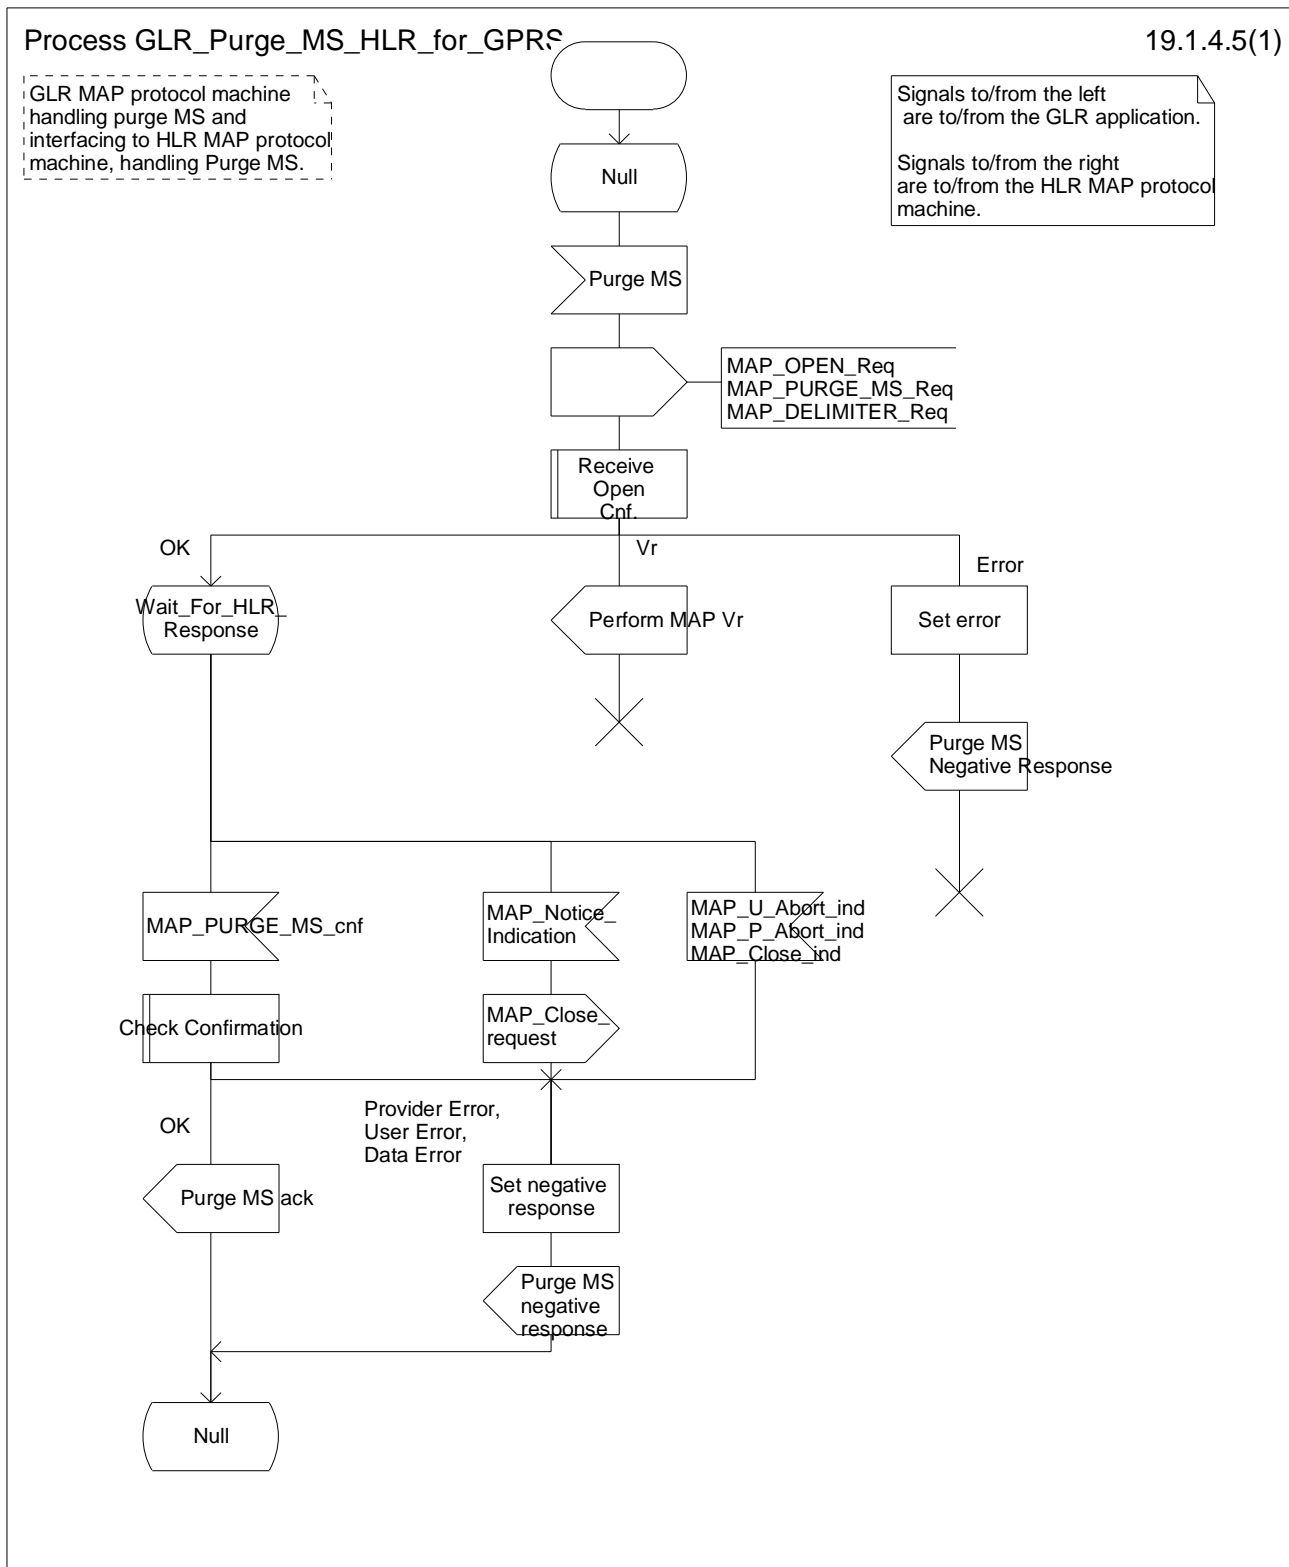 Process GLR_Purge_MS_HLR_for_GPRS
19.1.4.5(1)
GLR MAP protocol machine
handling purge MS and
interfacing to HLR MAP protocol
machine, handling Purge MS.
Signals to/from the left
are to/from the GLR application.
Signals to/from the right
are to/from the HLR MAP protocol
machine.
Null
Purge MS
MAP_OPEN_Req
MAP_PURGE_MS_Req
MAP_DELIMITER_Req
Receive
Open
Cnf.
OK
Vr
Error
Wait_For_HLR_
Response
Perform MAP Vr
Set error
Purge MS
Negative Response
MAP_PURGE_MS_cnf
MAP_Notice_
Indication
MAP_U_Abort_ind
MAP_P_Abort_ind
MAP_Close_ind
Check Confirmation
MAP_Close_
request
OK
Provider Error,
User Error,
Data Error
Purge MS ack
Set negative
response
Purge MS
negative
response
Null